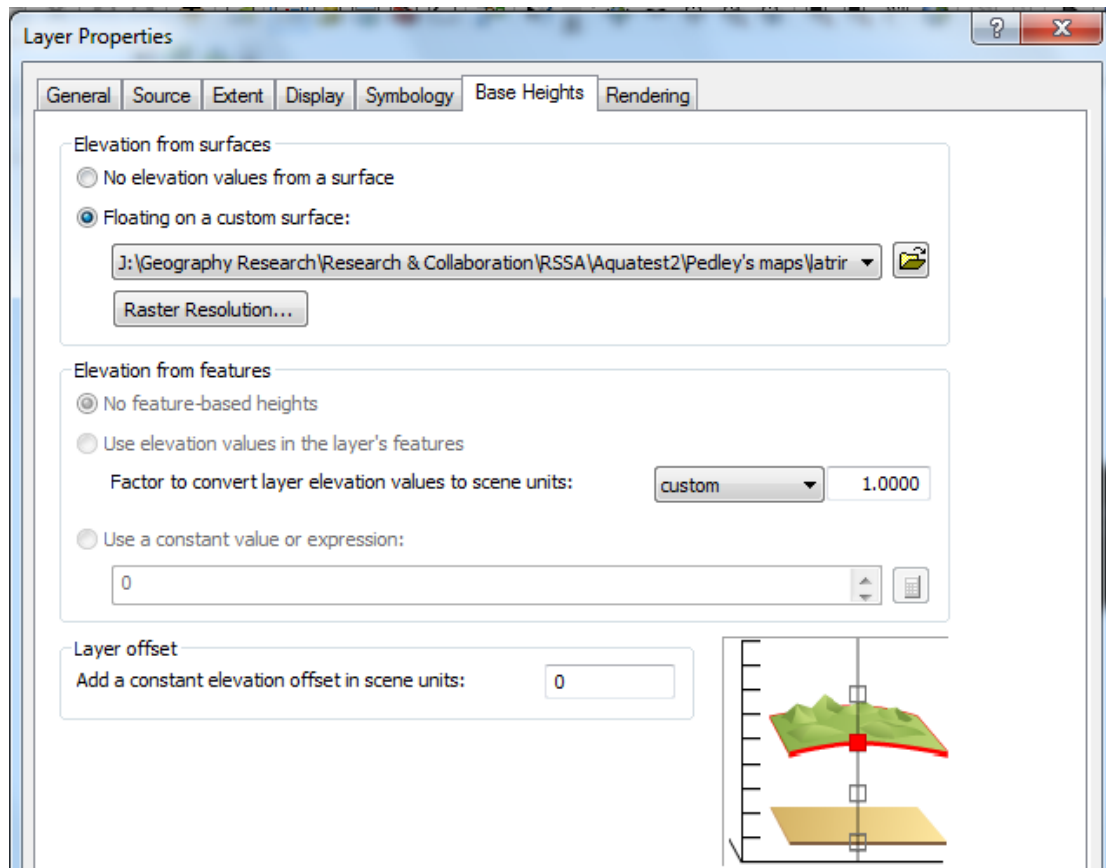 Layer Properties
?
X
General Source Extent Display Symbology Base Heights Rendering
Elevation from surfaces
No elevation values from a surface
Floating on a custom surface:
J:\Geography Research\Research & Collaboration\RSSA\Aquatest2\Pedley's maps\latrir
Raster Resolution...
Elevation from features
No feature-based heights
Use elevation values in the layer's features
Factor to convert layer elevation values to scene units: custom 1.0000
Use a constant value or expression:
0
Layer offset
Add a constant elevation offset in scene units: 0